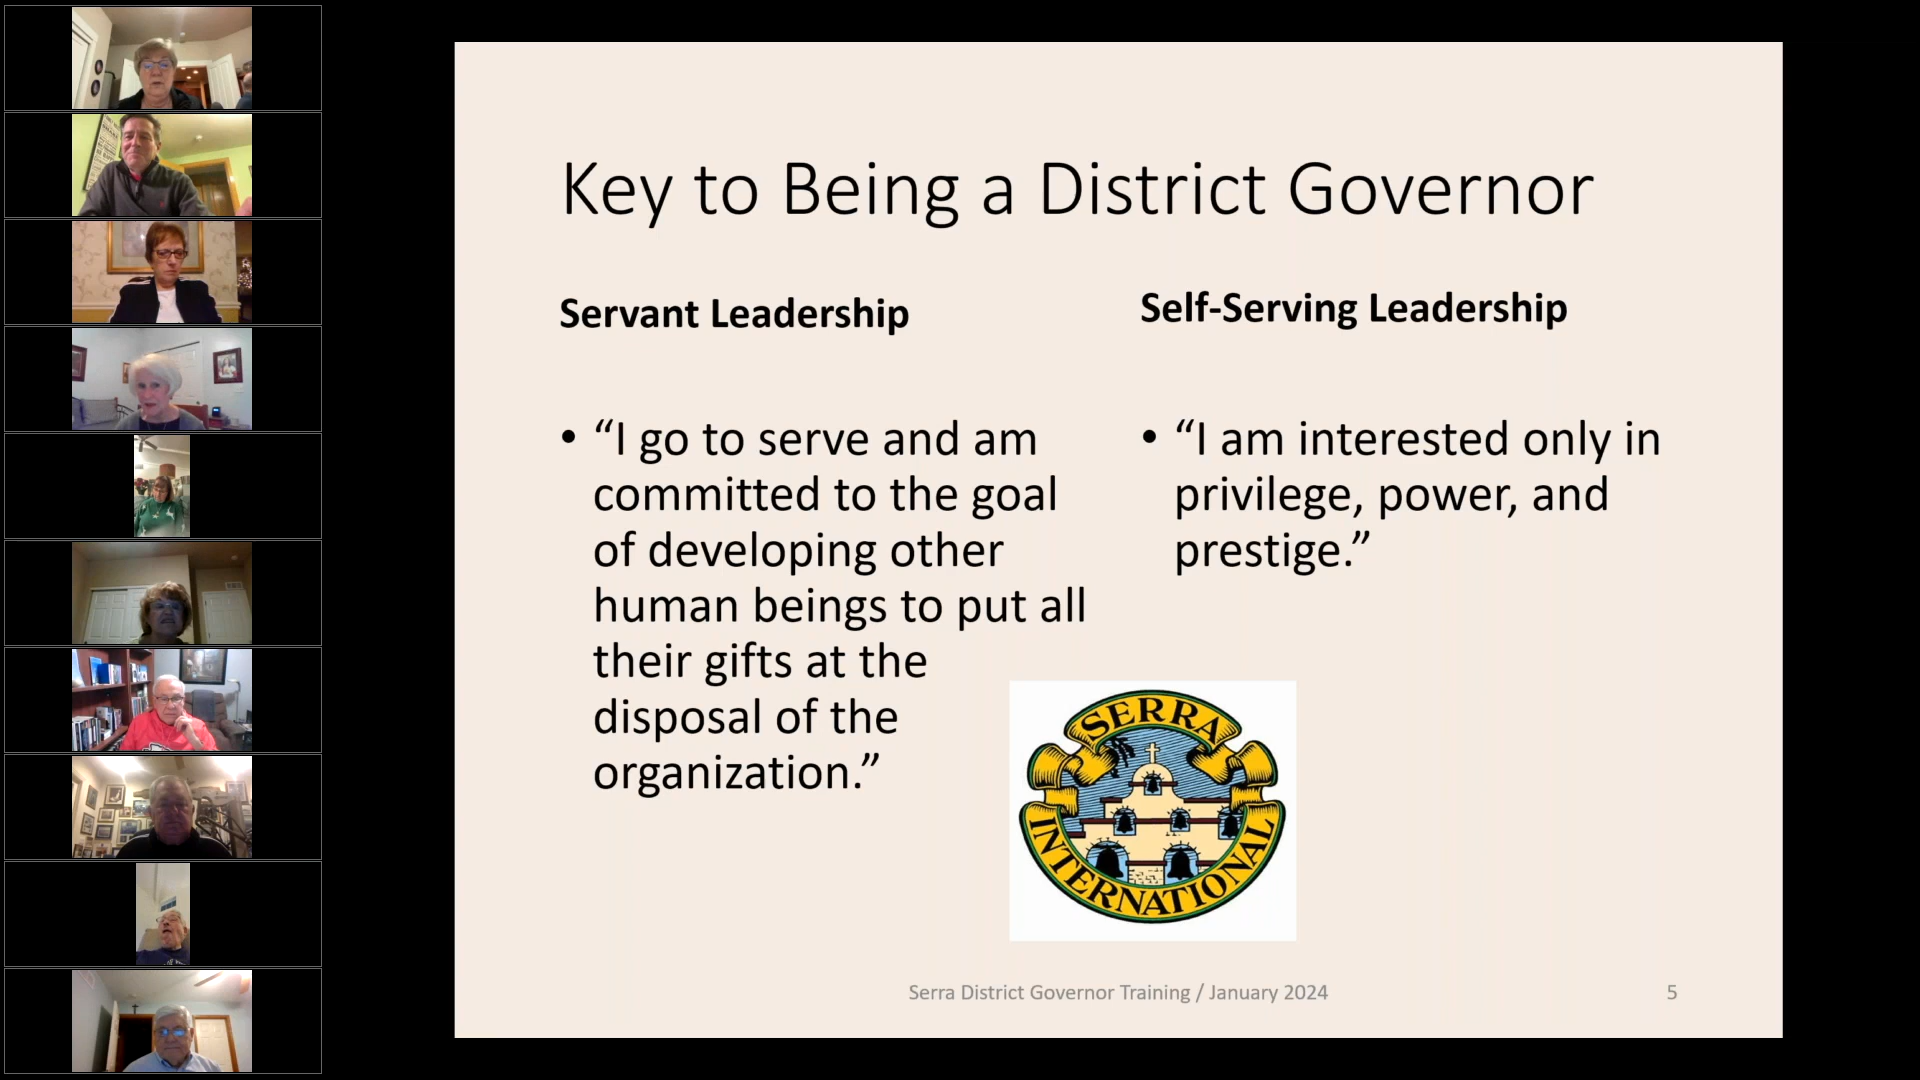 Key to Being a District Governor
Servant Leadership
• “I go to serve and am
committed to the goal
of developing other
human beings to put all
their gifts at the
disposal of the
organization.”
Self-Serving Leadership
• “I am interested only in
privilege, power, and
prestige.”
SERRA
INTERNATIONAL
Serra District Governor Training / January 2024
5